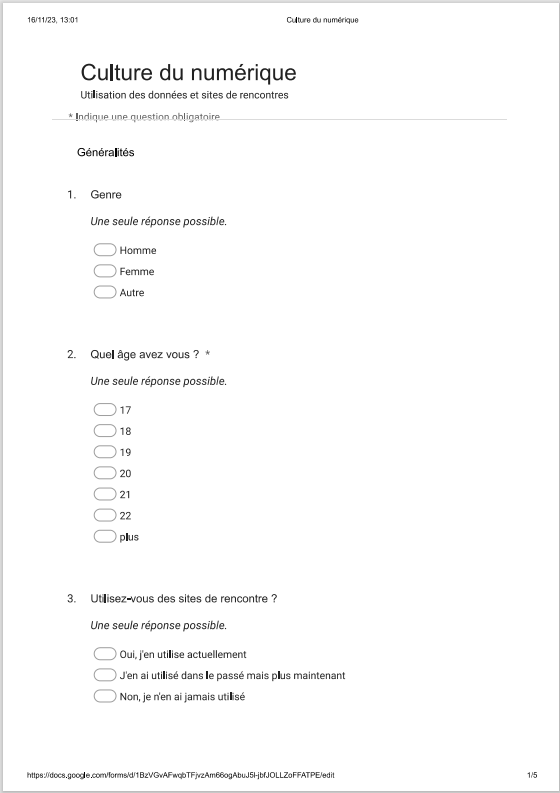 16/11/23, 13:01 Culture du numérique
Culture du numérique
Utilisation des données et sites de rencontres
* Indique une question obligatoire
Généralités
1. Genre
Une seule réponse possible.
Homme
Femme
Autre
2. Quel âge avez vous ? *
Une seule réponse possible.
17
18
19
20
21
22
plus
3. Utilisez-vous des sites de rencontre ?
Une seule réponse possible.
Oui, j'en utilise actuellement
J'en ai utilisé dans le passé mais plus maintenant
Non, je n'en ai jamais utilisé
https://docs.google.com/forms/d/1BzVGvAFwqbTFjvzAm66ogAbuJ5l-jbfJOLLZoFFATPE/edit 1/5